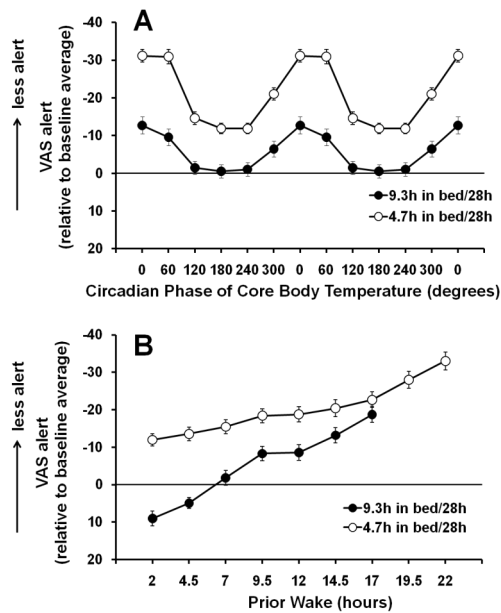 A
less alert
VAS alert
(relative to baseline average)
-40
-30
-20
-10
0
10
20
9.3h in bed/28h
4.7h in bed/28h
0 60 120 180 240 300 0 60 120 180 240 300 0
Circadian Phase of Core Body Temperature (degrees)
B
less alert
VAS alert
(relative to baseline average)
-40
-30
-20
-10
0
10
20
9.3h in bed/28h
4.7h in bed/28h
2 4.5 7 9.5 12 14.5 17 19.5 22
Prior Wake (hours)